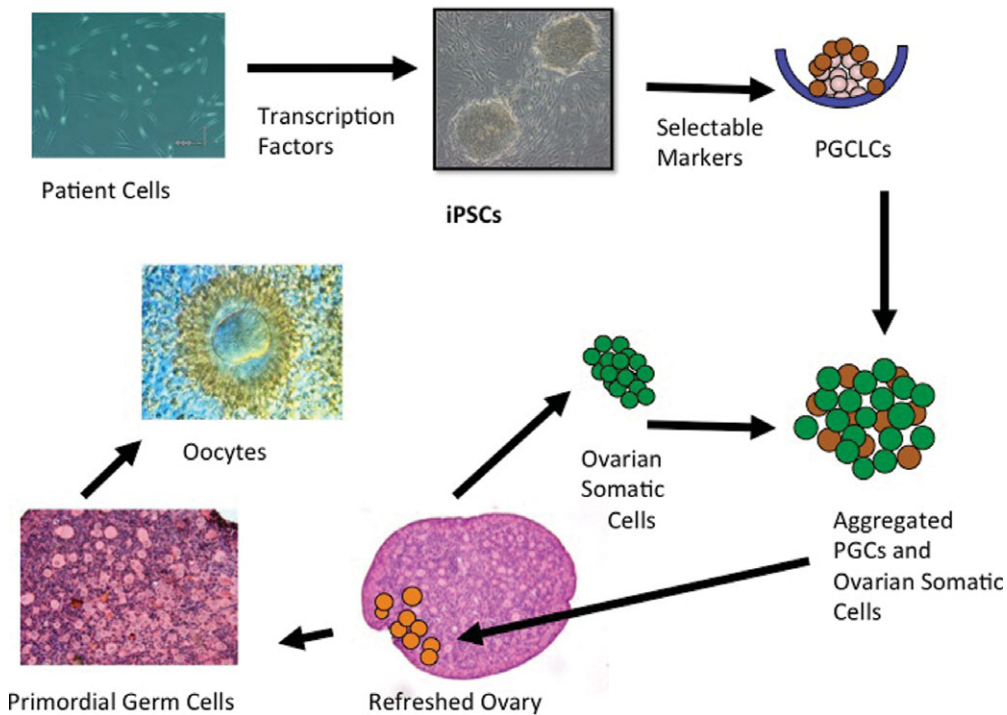 Transcription
Factors
Selectable
Markers
PGCLCs
Patient Cells
iPSCs
Oocytes
Ovarian
Somatic
Cells
Aggregated
PGCs and
Ovarian Somatic
Cells
Primordial Germ Cells
Refreshed Ovary